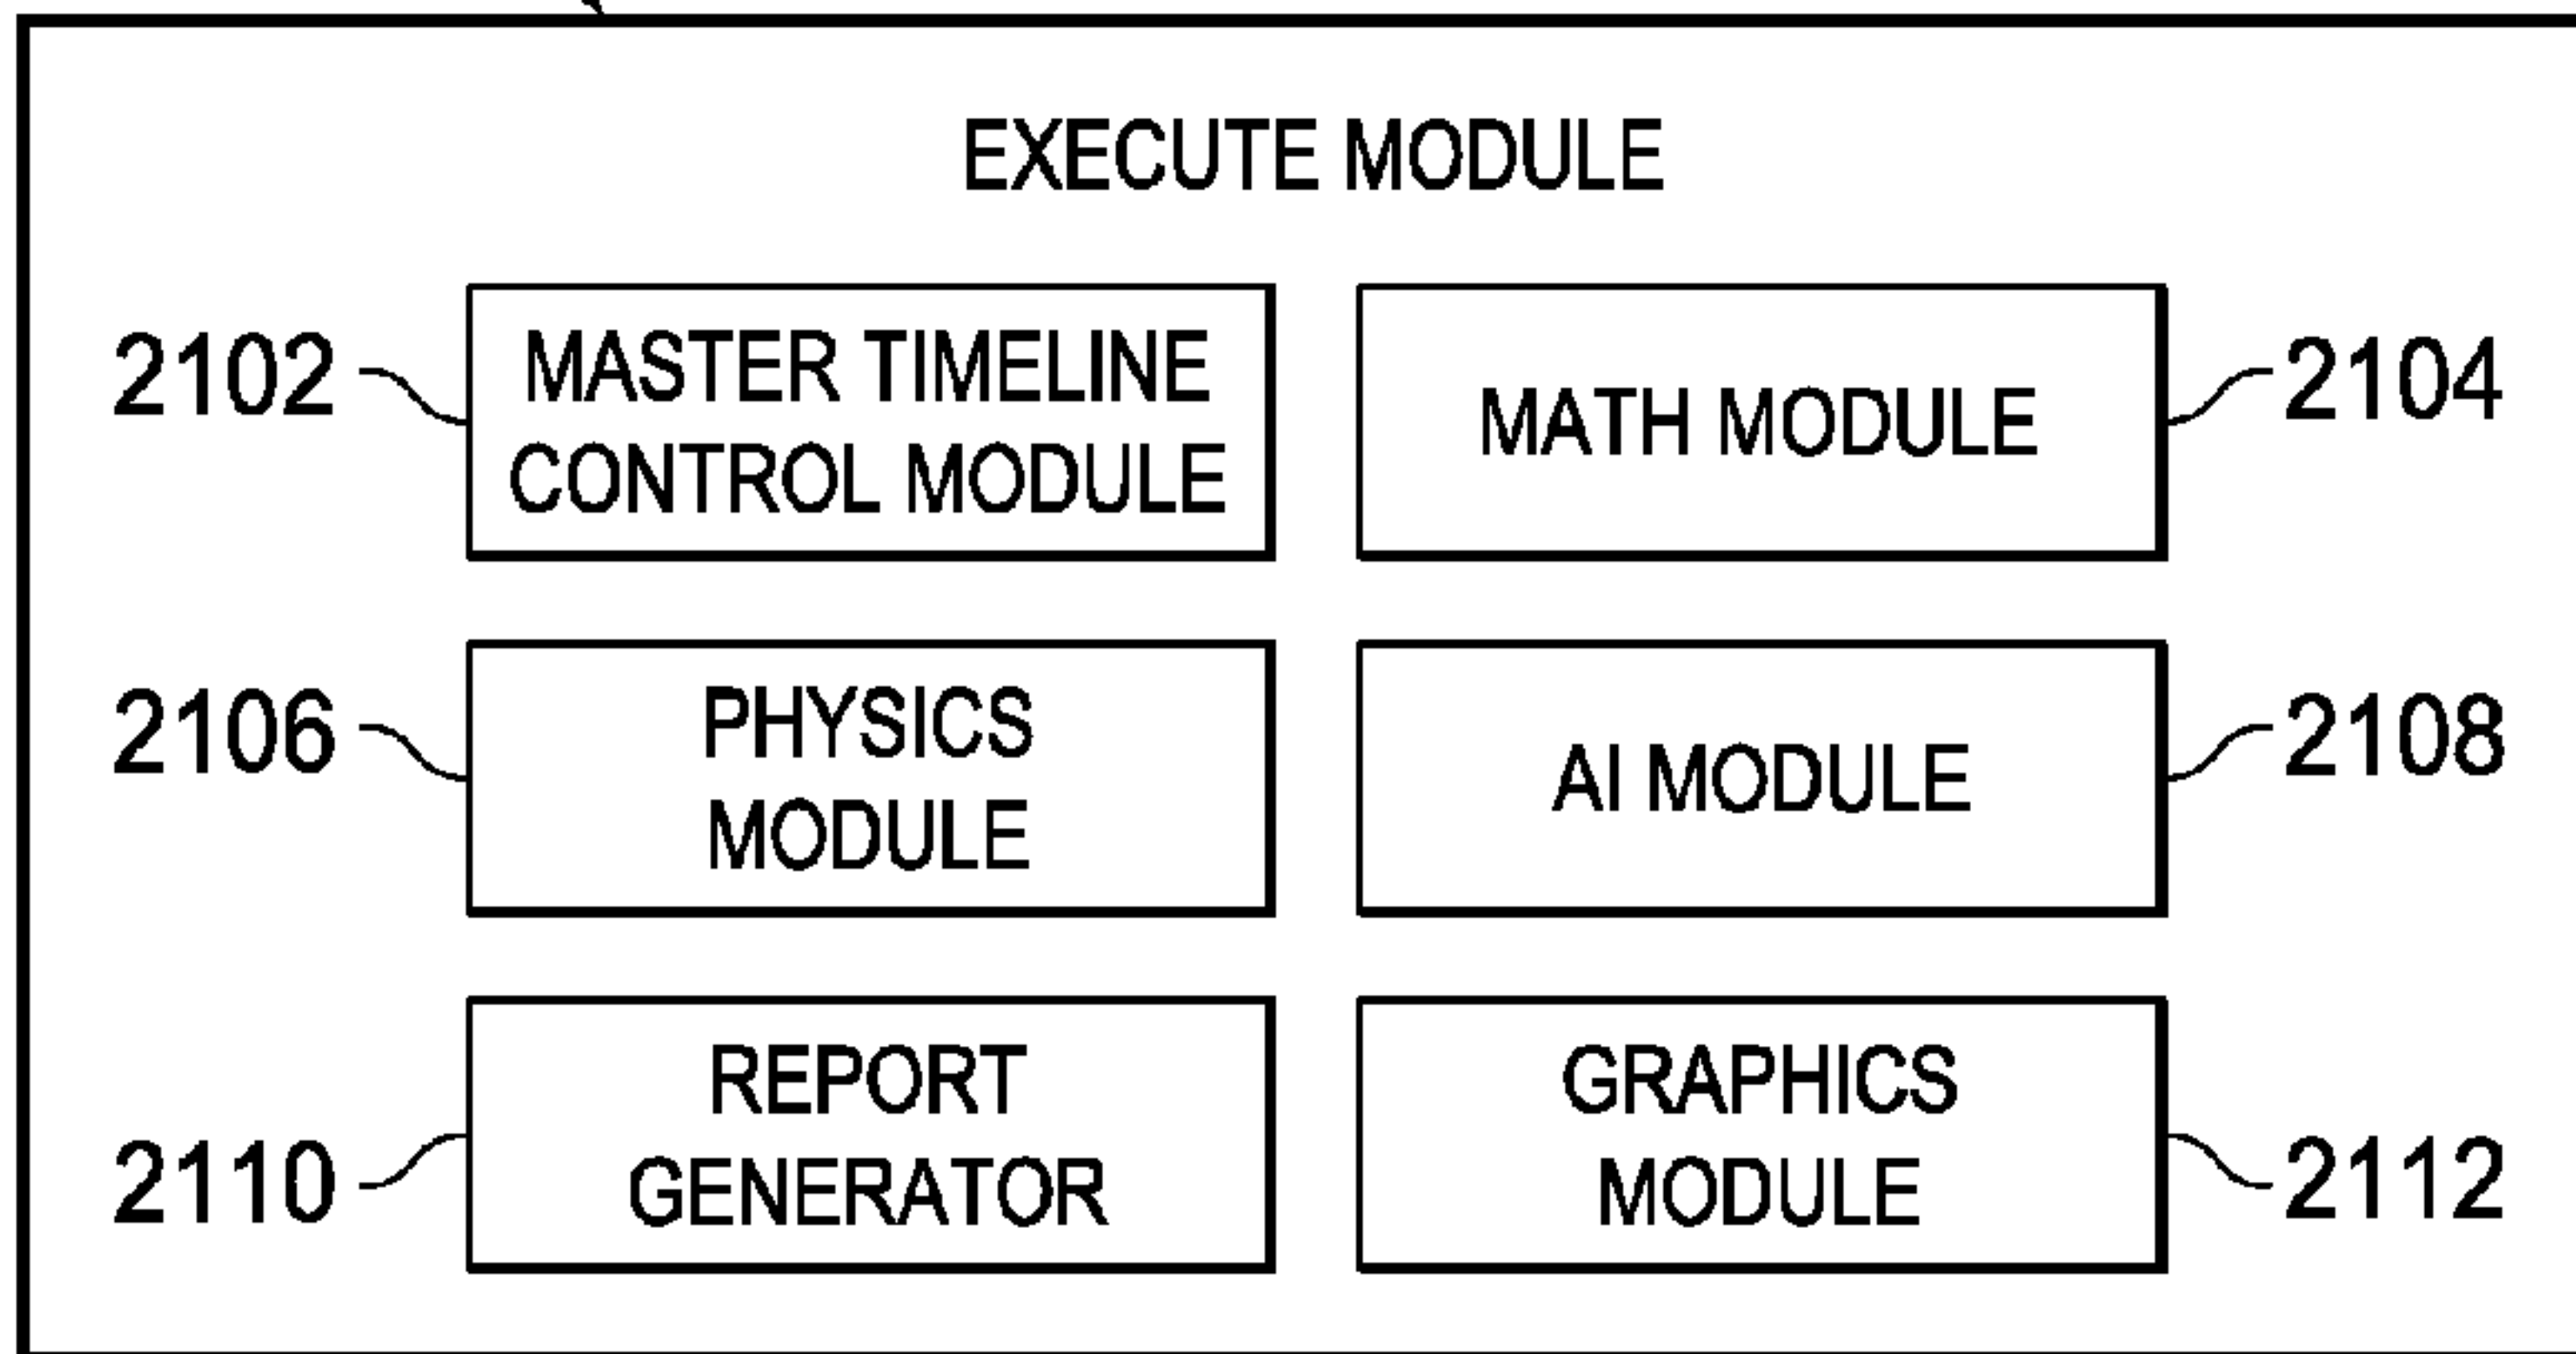 EXECUTE MODULE
2102
MASTER TIMELINE
CONTROL MODULE
MATH MODULE
2104
2106
PHYSICS
MODULE
AI MODULE
2108
2110
REPORT
GENERATOR
GRAPHICS
MODULE
2112